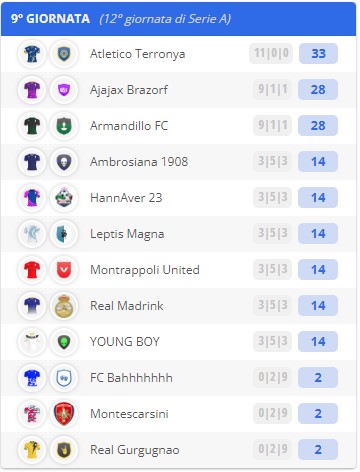 9º GIORNATA (12° giornata di Serie A)
Atletico Terronya 11|0|0 33
Ajajax Brazorf 9|1|1 28
Armandillo FC 9|1|1 28
Ambrosiana 1908 3|5|3 14
HannAver 23 3|5|3 14
Leptis Magna 3|5|3 14
Montrappoli United 3|5|3 14
Real Madrink 3|5|3 14
YOUNG BOY 3|5|3 14
FC Bahhhhhhh 0|2|9 2
Montescarsini 0|2|9 2
Real Gurgugnao 0|2|9 2